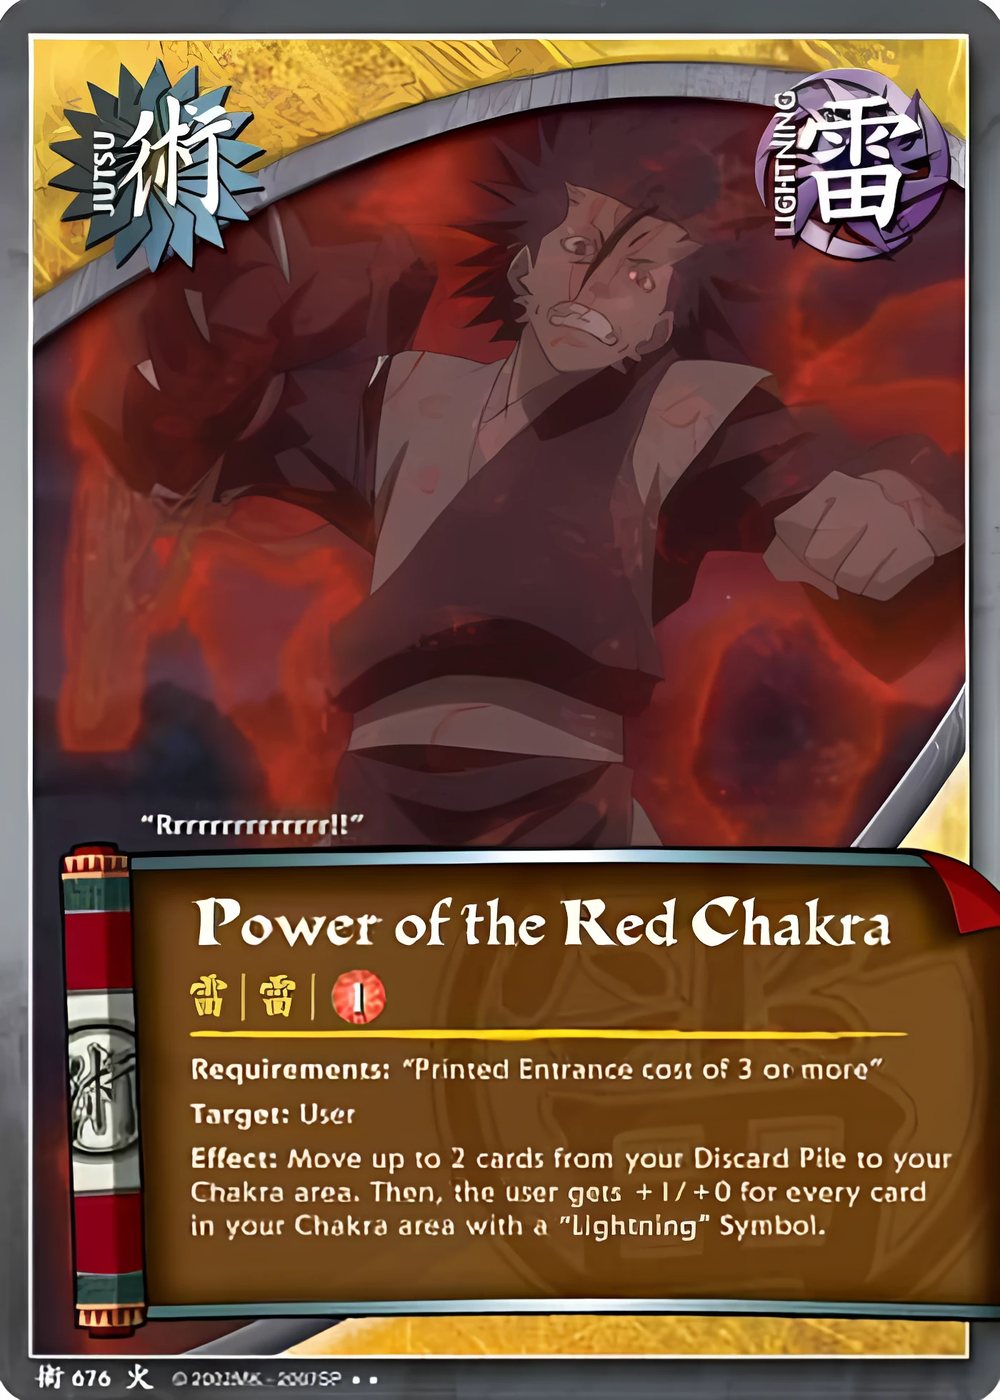 JUTSU
術
LIGHTNING
雷
"Rrrrrrrrrrrrrr!!"
Power of the Red Chakra
雷 | 雷 | 1
Requirements: "Printed Entrance cost of 3 or more"
Target: User
Effect: Move up to 2 cards from your Discard Pile to your
Chakra area. Then, the user gets +1/+0 for every card
in your Chakra area with a "Lightning" Symbol.
術 676 火